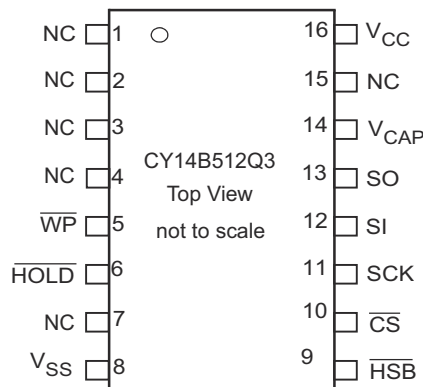 NC 1 16 VCC
NC 2 15 NC
NC 3 14 VCAP
NC 4 CY14B512Q3 13 SO
Top View
WP 5 not to scale 12 SI
HOLD 6 11 SCK
NC 7 10 CS
VSS 8 9 HSB